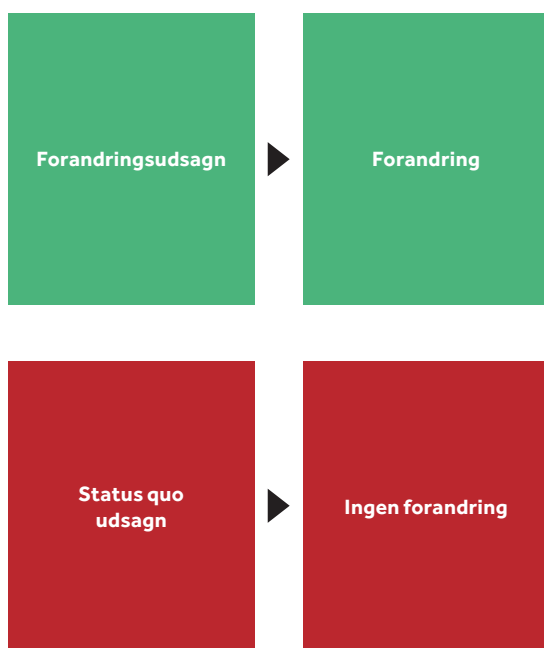 Forandringsudsagn
Forandring
Status quo
udsagn
Ingen forandring